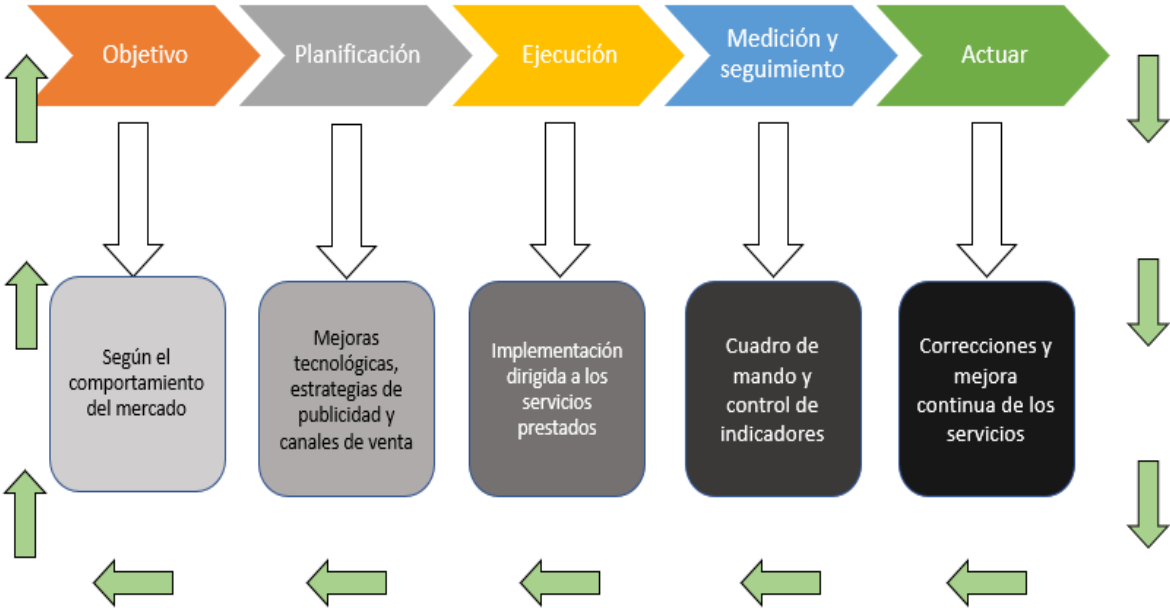 Objetivo
Planificación
Ejecución
Medición y
seguimiento
Actuar
Según el
comportamiento
del mercado
Mejoras
tecnológicas,
estrategias de
publicidad y
canales de venta
Implementación
dirigida a los
servicios
prestados
Cuadro de
mando y
control de
indicadores
Correcciones y
mejora
continua de los
servicios